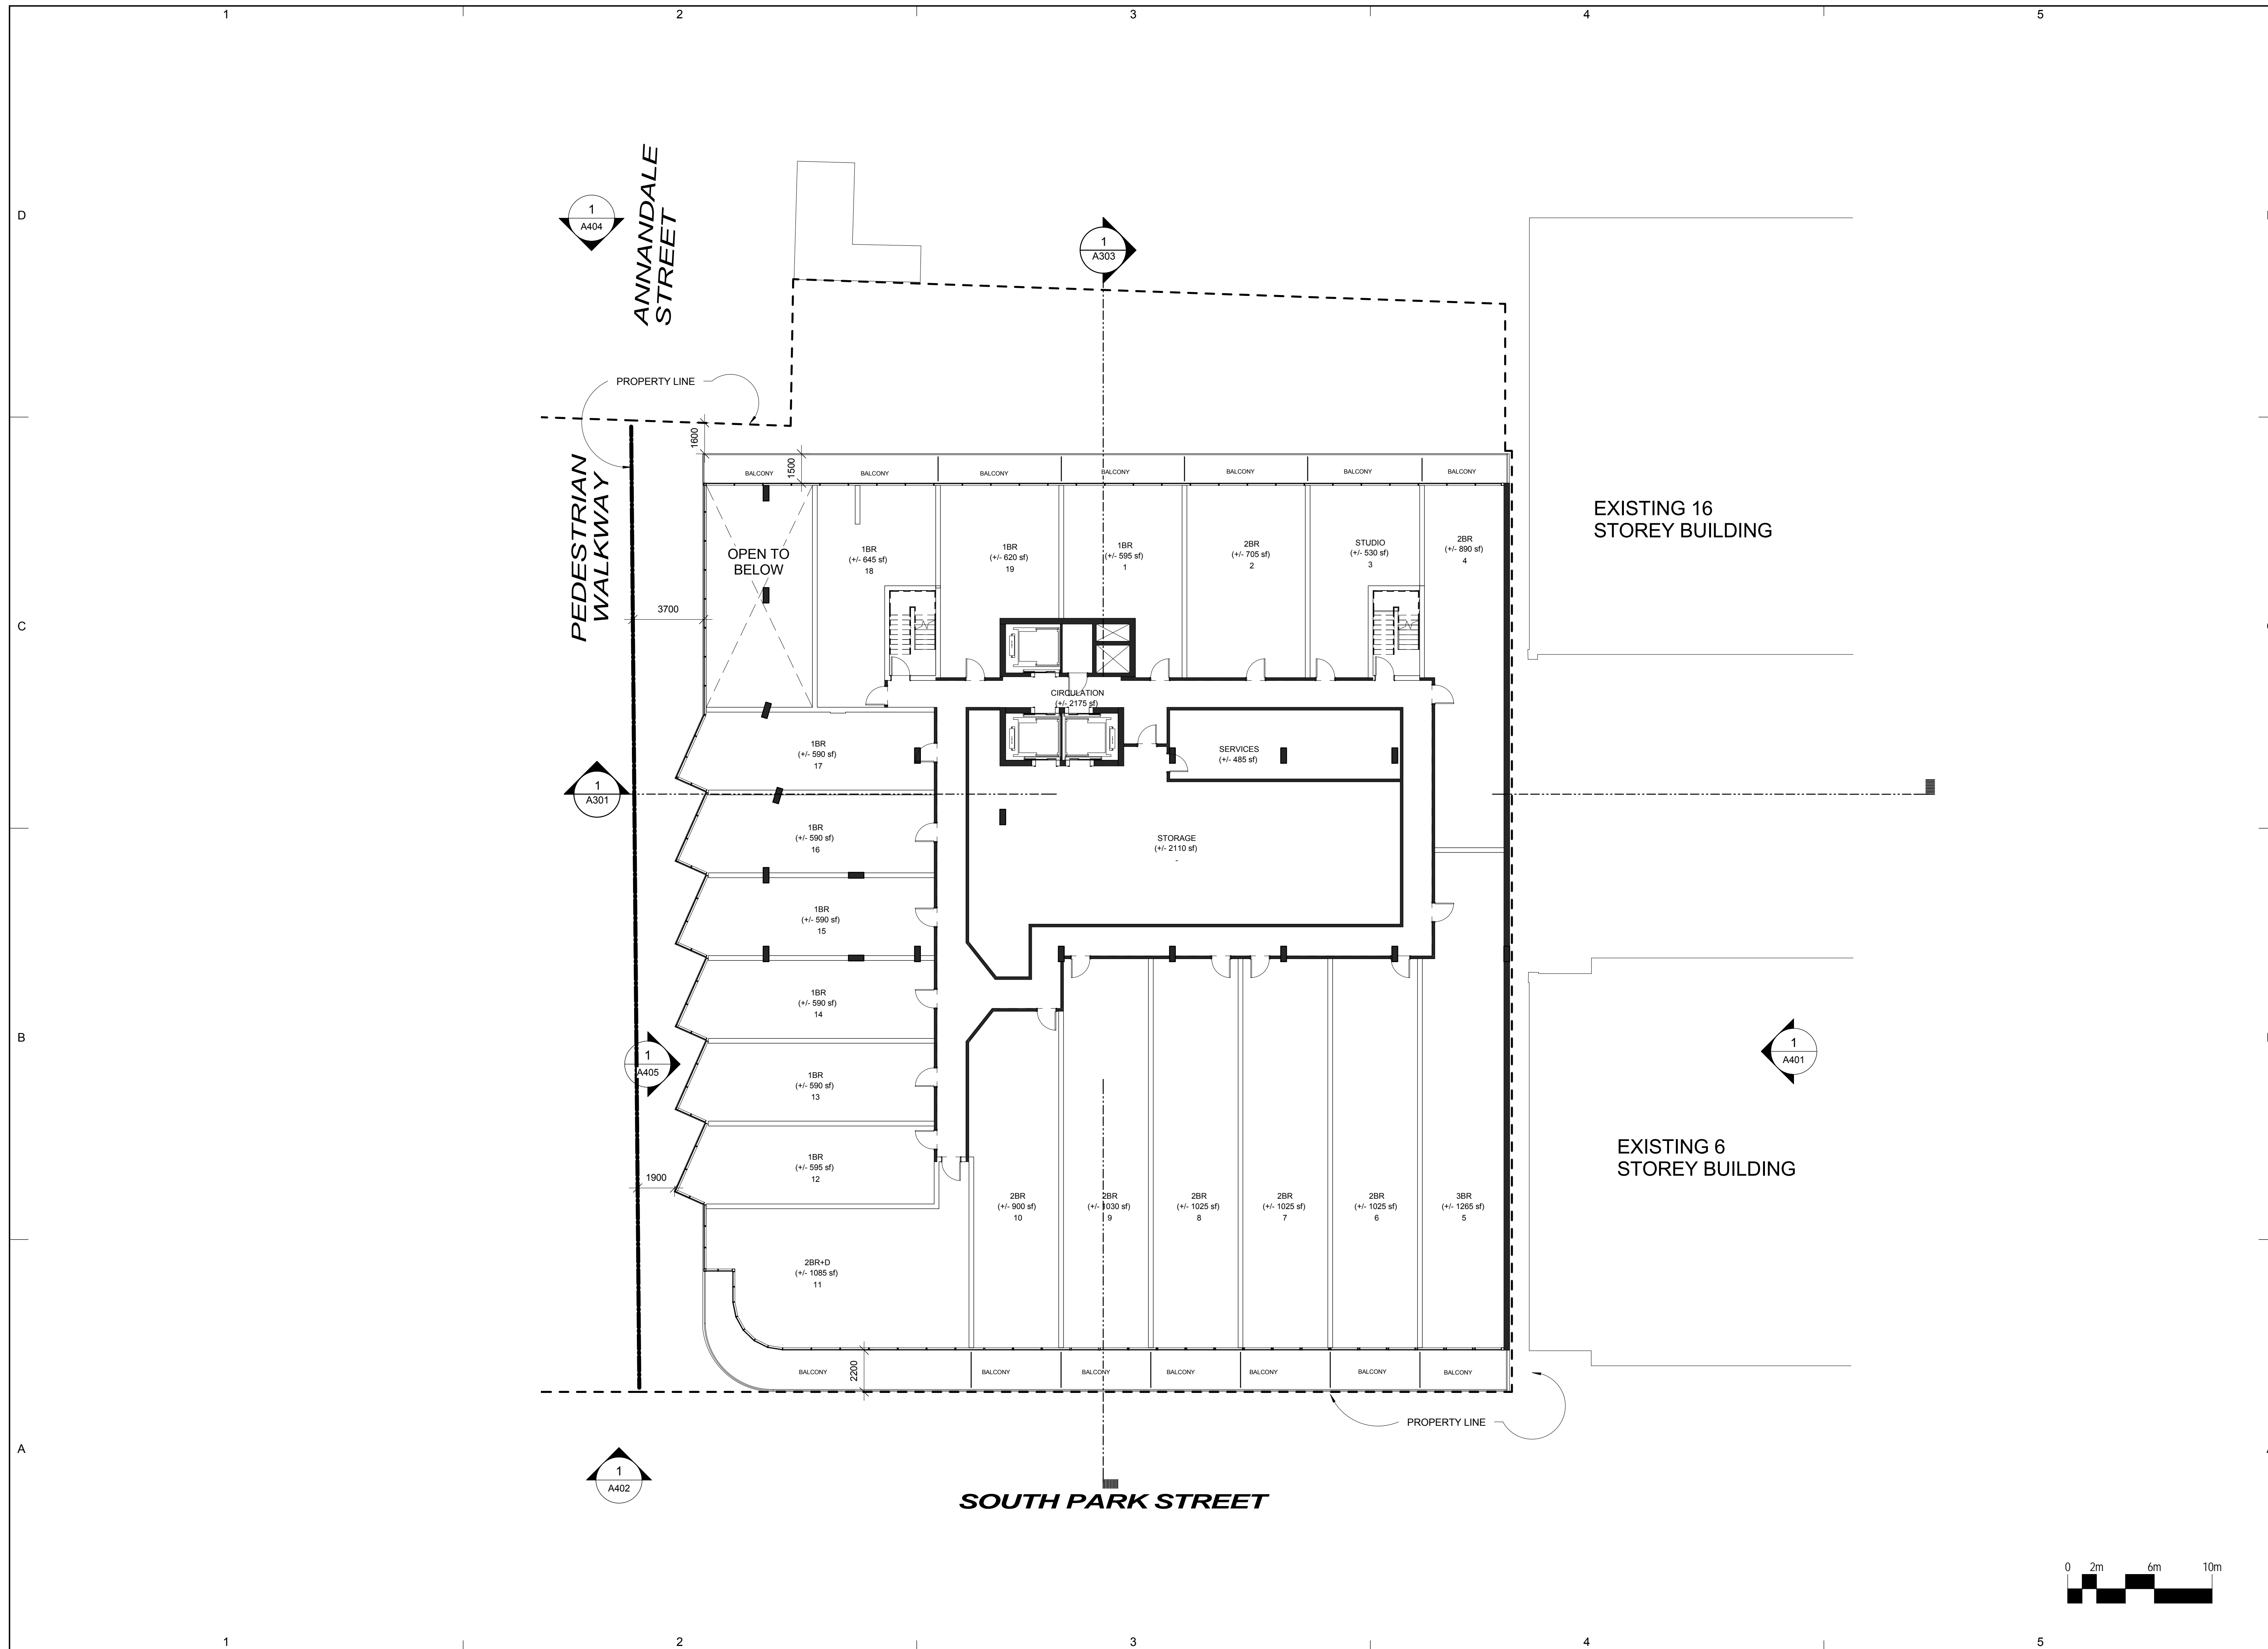 1 2 3 4 5
D
ANNANDALE
STREET
1
A404
1
A303
PROPERTY LINE
1600
1500
BALCONY BALCONY BALCONY BALCONY BALCONY BALCONY BALCONY
PEDESTRIAN
WALKWAY
EXISTING 16
STOREY BUILDING
OPEN TO
BELOW
1BR
(+/- 645 sf)
18
1BR
(+/- 620 sf)
19
1BR
(+/- 595 sf)
1
2BR
(+/- 705 sf)
2
STUDIO
(+/- 530 sf)
3
2BR
(+/- 890 sf)
4
3700
C
CIRCULATION
(+/- 2175 sf)
1BR
(+/- 590 sf)
17
SERVICES
(+/- 485 sf)
1
A301
1BR
(+/- 590 sf)
16
STORAGE
(+/- 2110 sf)
-
1BR
(+/- 590 sf)
15
1BR
(+/- 590 sf)
14
B
1
A405
1
A401
1BR
(+/- 590 sf)
13
EXISTING 6
STOREY BUILDING
1BR
(+/- 595 sf)
12
1900
2BR
(+/- 900 sf)
10
2BR
(+/- 1030 sf)
9
2BR
(+/- 1025 sf)
8
2BR
(+/- 1025 sf)
7
2BR
(+/- 1025 sf)
6
3BR
(+/- 1265 sf)
5
2BR+D
(+/- 1085 sf)
11
BALCONY 2200 BALCONY BALCONY BALCONY BALCONY BALCONY BALCONY
PROPERTY LINE
A
1
A402
SOUTH PARK STREET
0 2m 6m 10m
1 2 3 4 5